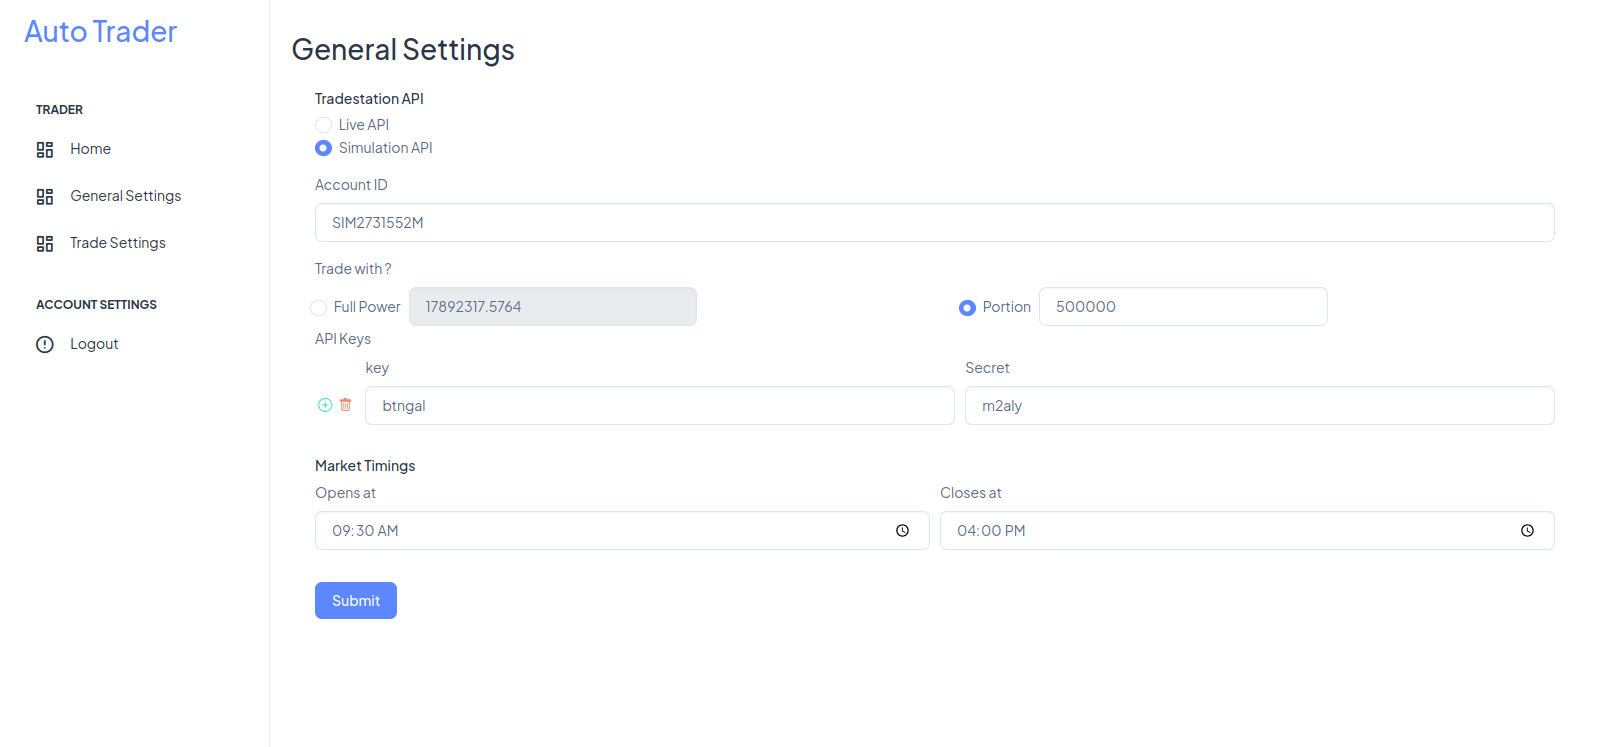 Auto Trader
TRADER
Home
General Settings
Trade Settings
ACCOUNT SETTINGS
Logout
General Settings
Tradestation API
Live API
Simulation API
Account ID
SIM2731552M
Trade with ?
Full Power 17892317.5764 Portion 500000
API Keys
key Secret
btngal m2aly
Market Timings
Opens at Closes at
09:30 AM 04:00 PM
Submit